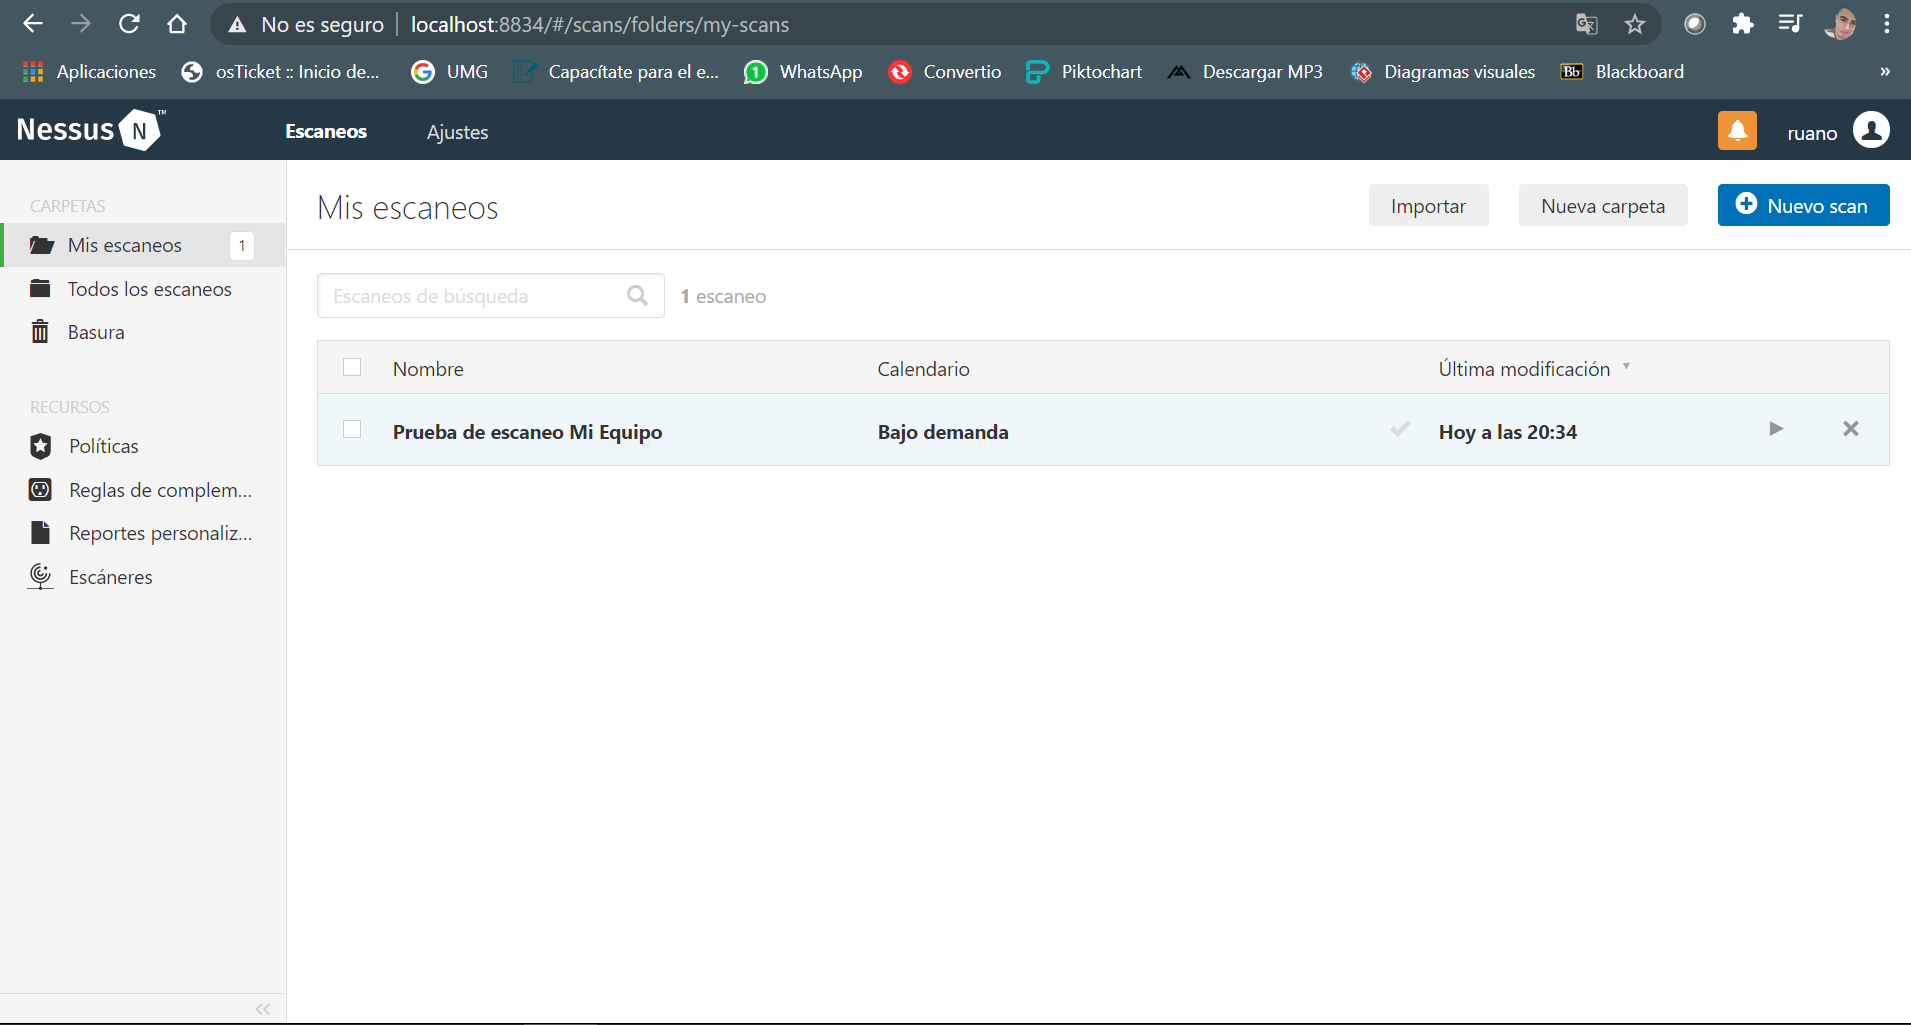 No es seguro localhost:8834/#/scans/folders/my-scans
Aplicaciones osTicket :: Inicio de... UMG Capacítate para el e... WhatsApp Convertio Piktochart Descargar MP3 Diagramas visuales Bb Blackboard »
Nessus N ™ Escaneos Ajustes ruano
CARPETAS
Mis escaneos 1
Todos los escaneos
Basura
RECURSOS
Políticas
Reglas de complem...
Reportes personaliz...
Escáneres
Mis escaneos Importar Nueva carpeta Nuevo scan
Escaneos de búsqueda 1 escaneo
Nombre Calendario Última modificación
Prueba de escaneo Mi Equipo Bajo demanda Hoy a las 20:34